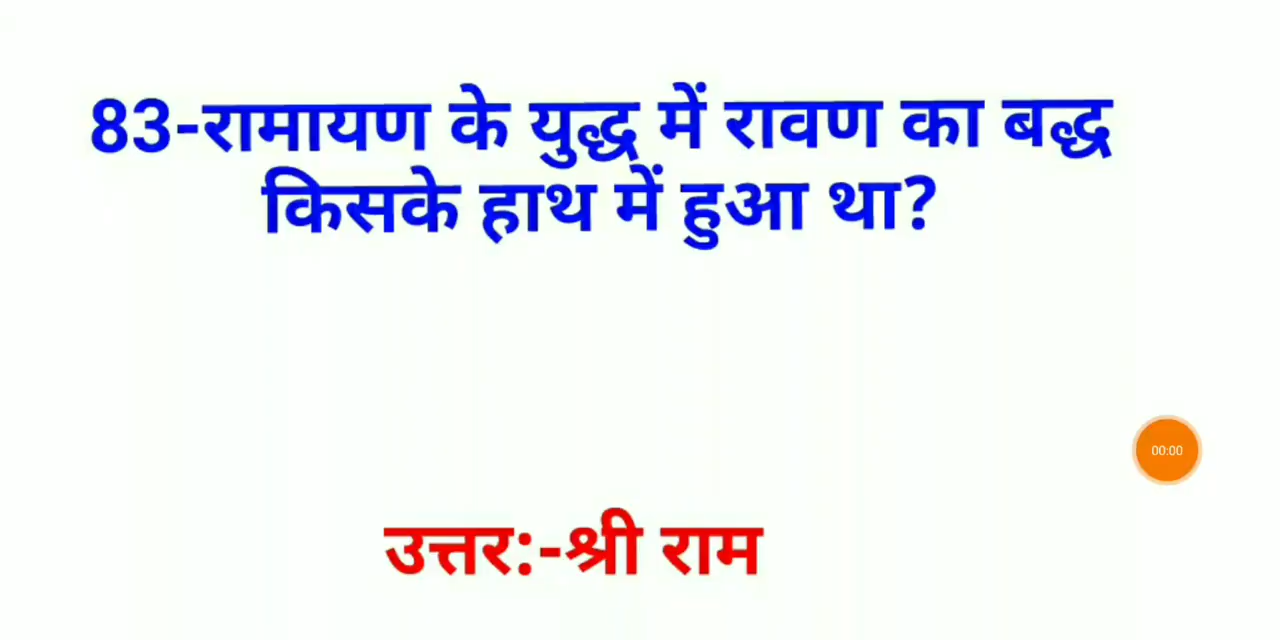 83-रामायण के युद्ध में रावण का बद्ध
किसके हाथ में हुआ था?
00:00
उत्तर:-श्री राम